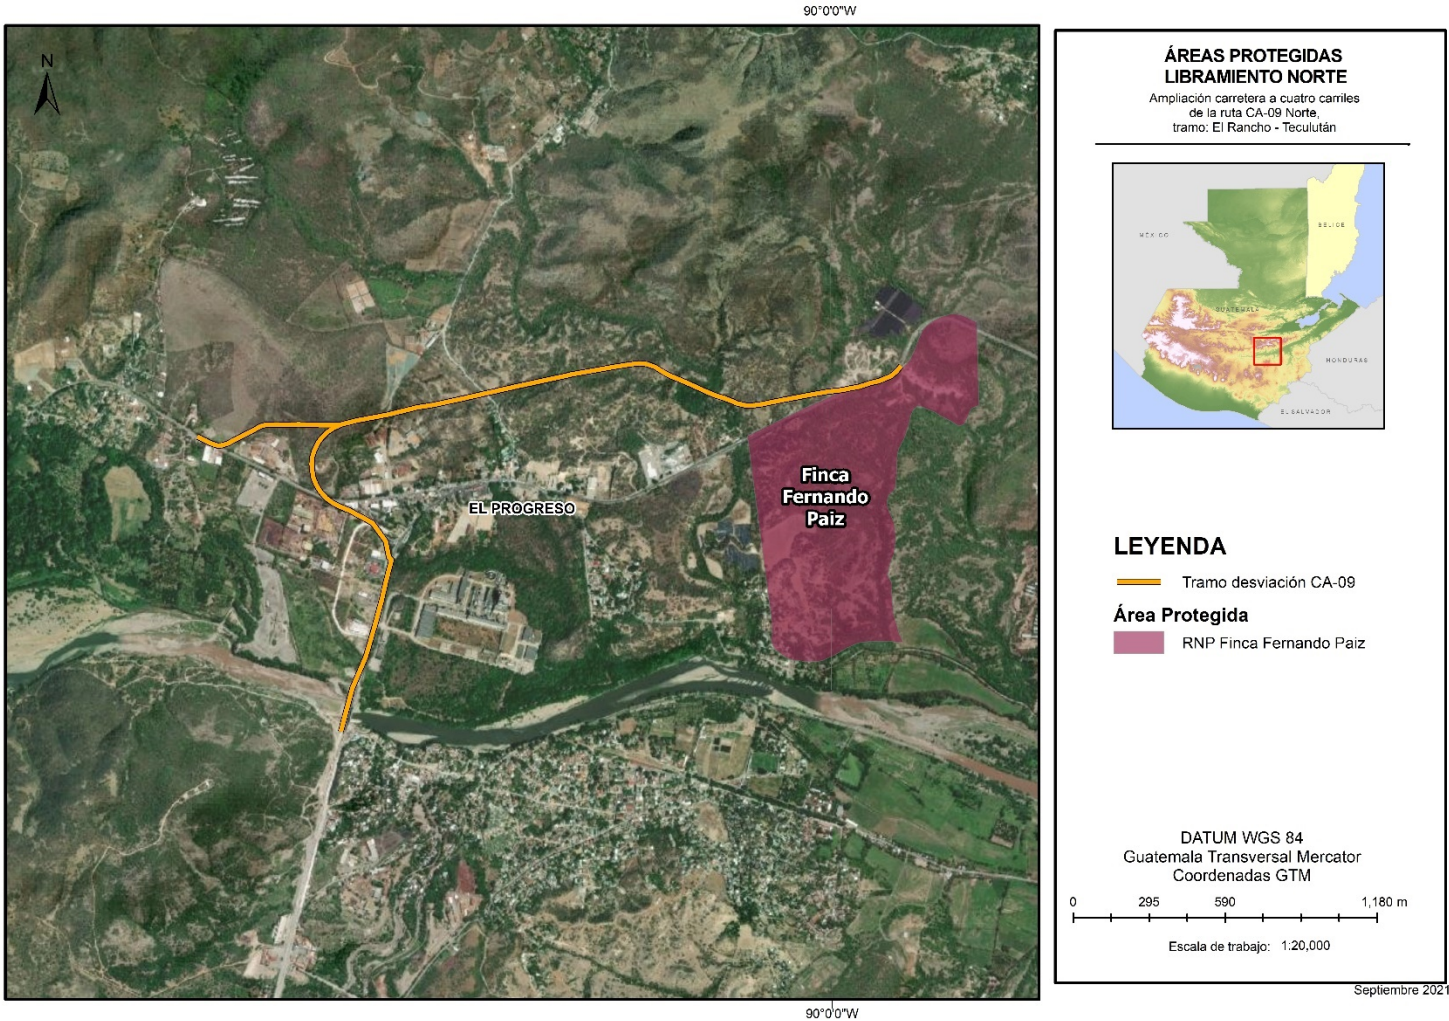 90°0'0"W
N
Finca
Fernando
Paiz
EL PROGRESO
90°0'0"W
ÁREAS PROTEGIDAS
LIBRAMIENTO NORTE
Ampliación carretera a cuatro carriles
de la ruta CA-09 Norte,
tramo: El Rancho - Teculután
MÉXICO
BELICE
GUATEMALA
HONDURAS
EL SALVADOR
LEYENDA
Tramo desviación CA-09
Área Protegida
RNP Finca Fernando Paiz
DATUM WGS 84
Guatemala Transversal Mercator
Coordenadas GTM
0 295 590 1,180 m
Escala de trabajo: 1:20,000
Septiembre 2021